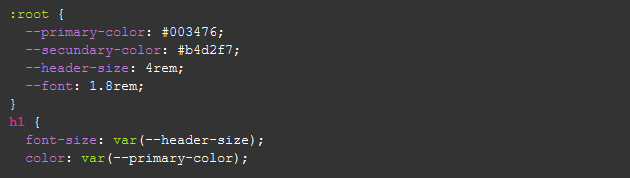 :root {
  --primary-color: #003476;
  --secundary-color: #b4d2f7;
  --header-size: 4rem;
  --font: 1.8rem;
}
h1 {
  font-size: var(--header-size);
  color: var(--primary-color);